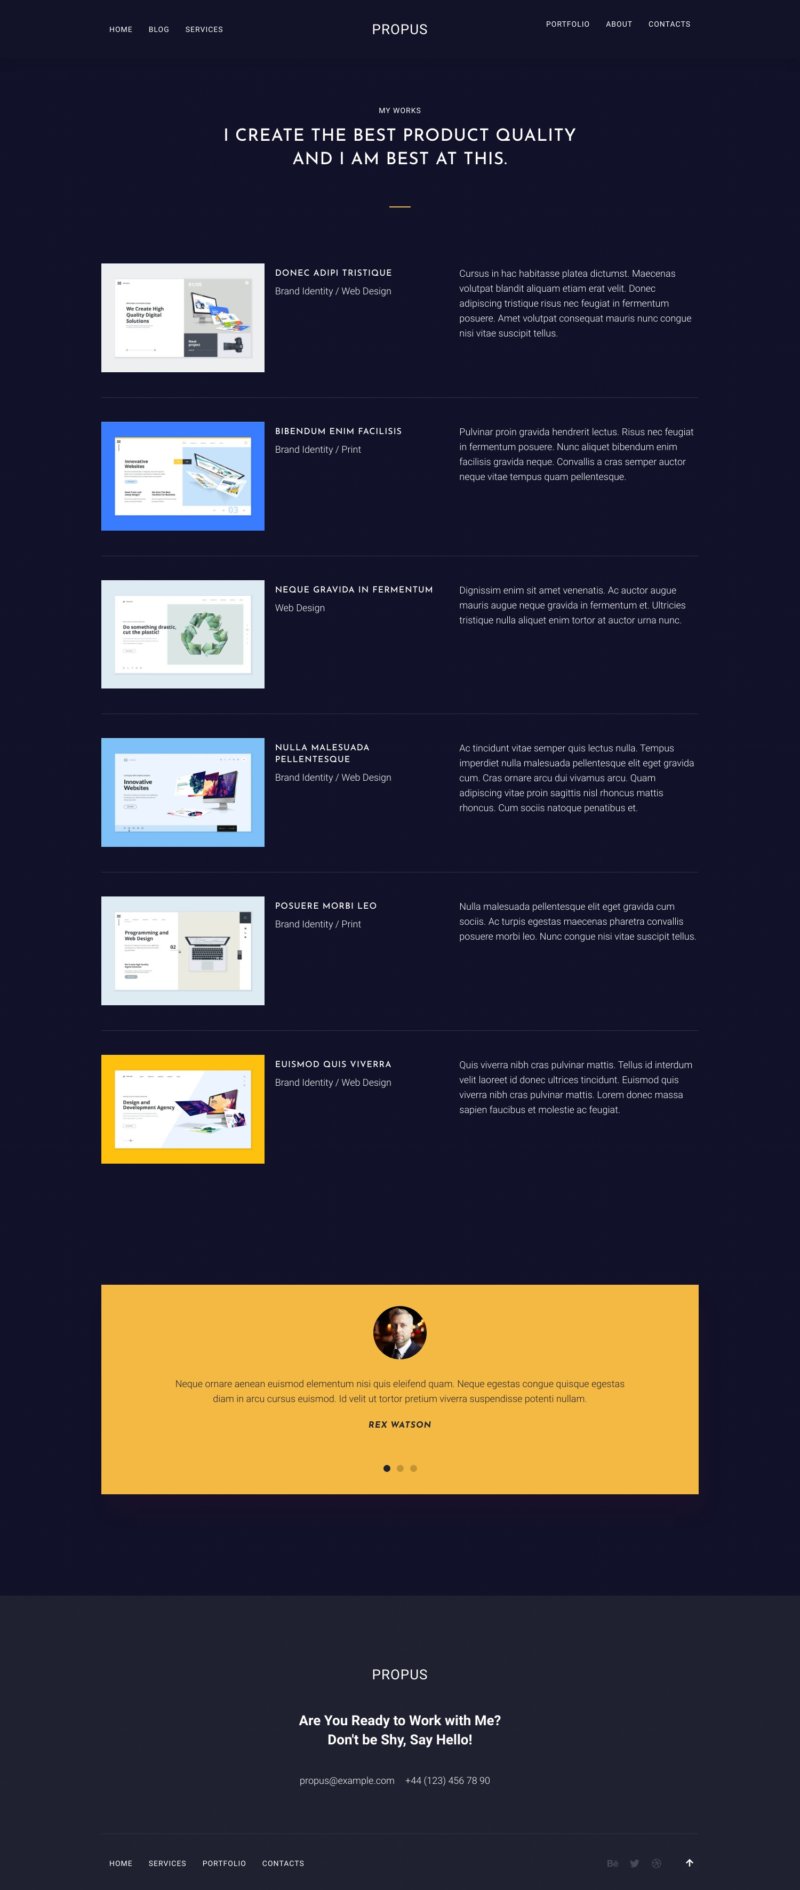 HOME BLOG SERVICES PROPUS PORTFOLIO ABOUT CONTACTS
MY WORKS
I CREATE THE BEST PRODUCT QUALITY
AND I AM BEST AT THIS.
We Create High
Quality Digital
Solutions
DONEC ADIPI TRISTIQUE
Brand Identity / Web Design
Cursus in hac habitasse platea dictumst. Maecenas
volutpat blandit aliquam etiam erat velit. Donec
adipiscing tristique risus nec feugiat in fermentum
posuere. Amet volutpat consequat mauris nunc congue
nisi vitae suscipit tellus.
Innovative
Websites
03
BIBENDUM ENIM FACILISIS
Brand Identity / Print
Pulvinar proin gravida hendrerit lectus. Risus nec feugiat
in fermentum posuere. Nunc aliquet bibendum enim
facilisis gravida neque. Convallis a cras semper auctor
neque vitae tempus quam pellentesque.
Do something drastic,
cut the plastic!
NEQUE GRAVIDA IN FERMENTUM
Web Design
Dignissim enim sit amet venenatis. Ac auctor augue
mauris augue neque gravida in fermentum et. Ultricies
tristique nulla aliquet enim tortor at auctor urna nunc.
Innovative
Websites
NULLA MALESUADA
PELLENTESQUE
Brand Identity / Web Design
Ac tincidunt vitae semper quis lectus nulla. Tempus
imperdiet nulla malesuada pellentesque elit eget gravida
cum. Cras ornare arcu dui vivamus arcu. Quam
adipiscing vitae proin sagittis nisl rhoncus mattis
rhoncus. Cum sociis natoque penatibus et.
Programming and
Web Design
02
POSUERE MORBI LEO
Brand Identity / Print
Nulla malesuada pellentesque elit eget gravida cum
sociis. Ac turpis egestas maecenas pharetra convallis
posuere morbi leo. Nunc congue nisi vitae suscipit tellus.
Design and
Development Agency
EUISMOD QUIS VIVERRA
Brand Identity / Web Design
Quis viverra nibh cras pulvinar mattis. Tellus id interdum
velit laoreet id donec ultrices tincidunt. Euismod quis
viverra nibh cras pulvinar mattis. Lorem donec massa
sapien faucibus et molestie ac feugiat.
Neque ornare aenean euismod elementum nisi quis eleifend quam. Neque egestas congue quisque egestas
diam in arcu cursus euismod. Id velit ut tortor pretium viverra suspendisse potenti nullam.
REX WATSON
PROPUS
Are You Ready to Work with Me?
Don't be Shy, Say Hello!
propus@example.com +44 (123) 456 78 90
HOME SERVICES PORTFOLIO CONTACTS Bē